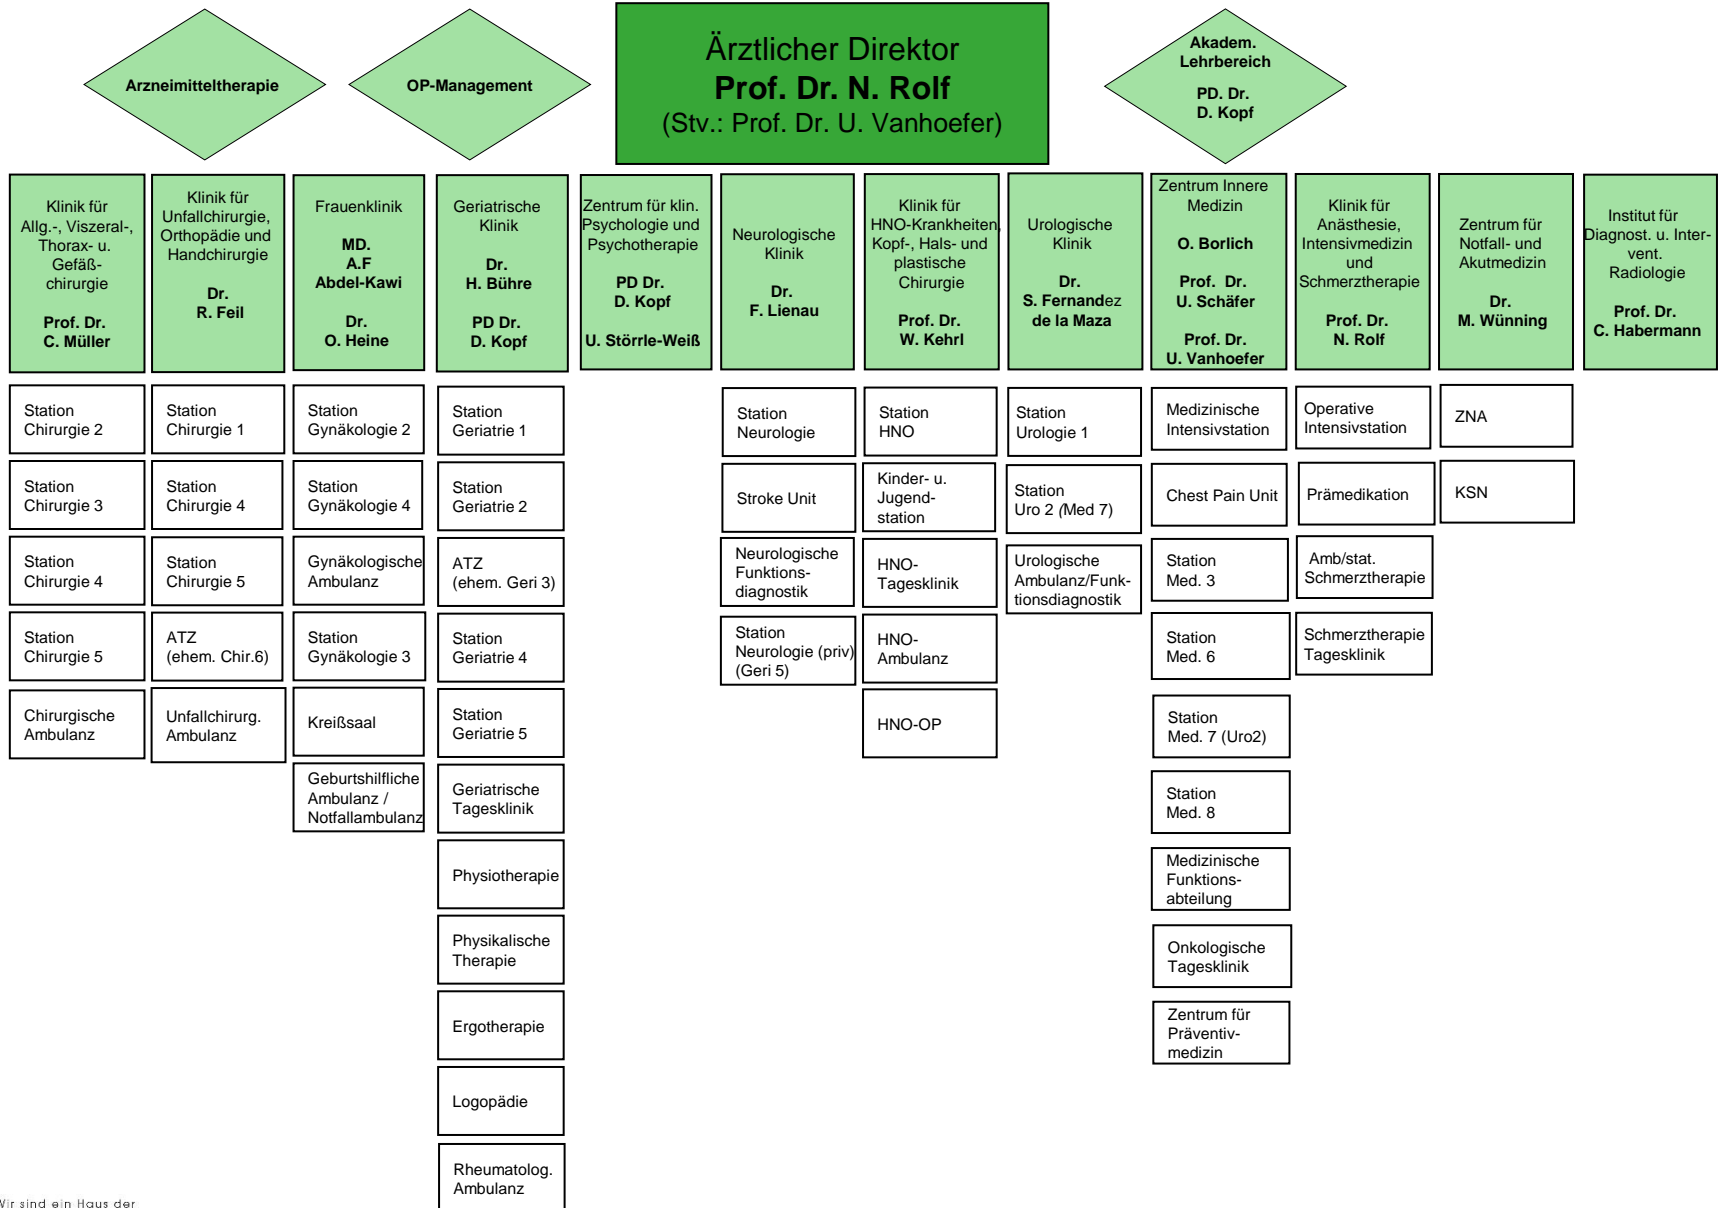 Arzneimitteltherapie
OP-Management
Ärztlicher Direktor
Prof. Dr. N. Rolf
(Stv.: Prof. Dr. U. Vanhoefer)
Akadem.
Lehrbereich
PD. Dr.
D. Kopf
Klinik für
Allg.-, Viszeral-,
Thorax- u.
Gefäß-
chirurgie
Prof. Dr.
C. Müller
Klinik für
Unfallchirurgie,
Orthopädie und
Handchirurgie
Dr.
R. Feil
Frauenklinik
MD.
A.F
Abdel-Kawi
Dr.
O. Heine
Geriatrische
Klinik
Dr.
H. Bühre
PD Dr.
D. Kopf
Zentrum für klin.
Psychologie und
Psychotherapie
PD Dr.
D. Kopf
U. Störrle-Weiß
Neurologische
Klinik
Dr.
F. Lienau
Klinik für
HNO-Krankheiten,
Kopf-, Hals- und
plastische
Chirurgie
Prof. Dr.
W. Kehrl
Urologische
Klinik
Dr.
S. Fernandez
de la Maza
Zentrum Innere
Medizin
O. Borlich
Prof. Dr.
U. Schäfer
Prof. Dr.
U. Vanhoefer
Klinik für
Anästhesie,
Intensivmedizin
und
Schmerztherapie
Prof. Dr.
N. Rolf
Zentrum für
Notfall- und
Akutmedizin
Dr.
M. Wünning
Institut für
Diagnost. u. Inter-
vent.
Radiologie
Prof. Dr.
C. Habermann
Station
Chirurgie 2
Station
Chirurgie 3
Station
Chirurgie 4
Station
Chirurgie 5
Chirurgische
Ambulanz
Station
Chirurgie 1
Station
Chirurgie 4
Station
Chirurgie 5
ATZ
(ehem. Chir.6)
Unfallchirurg.
Ambulanz
Station
Gynäkologie 2
Station
Gynäkologie 4
Gynäkologische
Ambulanz
Station
Gynäkologie 3
Kreißsaal
Geburtshilfliche
Ambulanz /
Notfallambulanz
Station
Geriatrie 1
Station
Geriatrie 2
ATZ
(ehem. Geri 3)
Station
Geriatrie 4
Station
Geriatrie 5
Geriatrische
Tagesklinik
Physiotherapie
Physikalische
Therapie
Ergotherapie
Logopädie
Rheumatolog.
Ambulanz
Station
Neurologie
Stroke Unit
Neurologische
Funktions-
diagnostik
Station
Neurologie (priv)
(Geri 5)
Station
HNO
Kinder- u.
Jugend-
station
HNO-
Tagesklinik
HNO-
Ambulanz
HNO-OP
Station
Urologie 1
Station
Uro 2 (Med 7)
Urologische
Ambulanz/Funk-
tionsdiagnostik
Medizinische
Intensivstation
Chest Pain Unit
Station
Med. 3
Station
Med. 6
Station
Med. 7 (Uro2)
Station
Med. 8
Medizinische
Funktions-
abteilung
Onkologische
Tagesklinik
Zentrum für
Präventiv-
medizin
Operative
Intensivstation
Prämedikation
Amb/stat.
Schmerztherapie
Schmerztherapie
Tagesklinik
ZNA
KSN
Wir sind ein Haus der